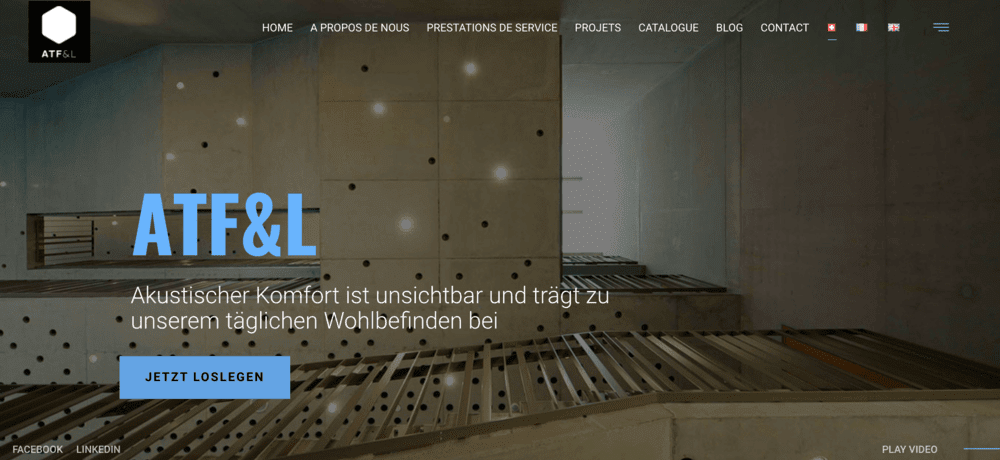 ATF&L
HOME A PROPOS DE NOUS PRESTATIONS DE SERVICE PROJETS CATALOGUE BLOG CONTACT
ATF&L
Akustischer Komfort ist unsichtbar und trägt zu
unserem täglichen Wohlbefinden bei
JETZT LOSLEGEN
FACEBOOK LINKEDIN
PLAY VIDEO